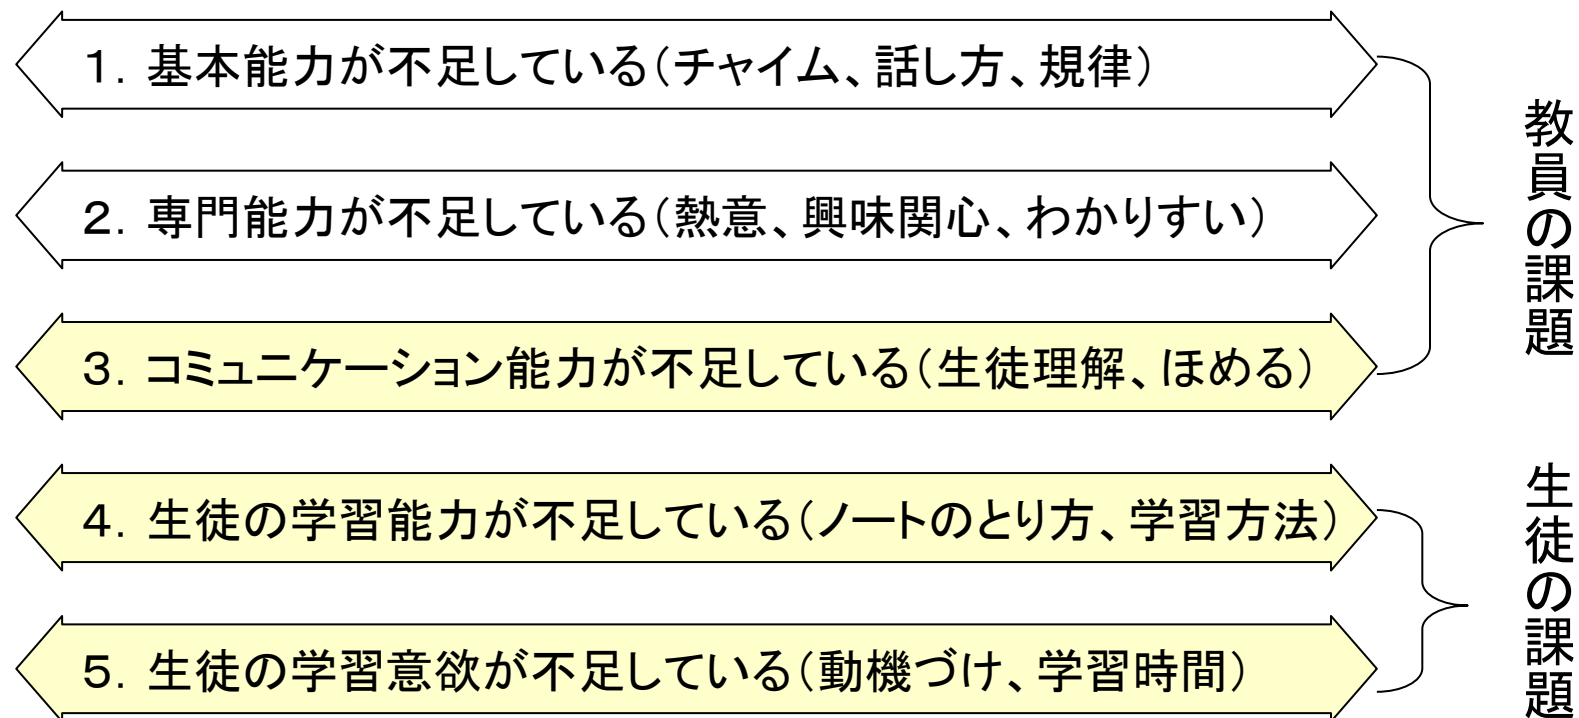 １．基本能力が不足している（チャイム、話し方、規律）
２．専門能力が不足している（熱意、興味関心、わかりすい）
３．コミュニケーション能力が不足している（生徒理解、ほめる）
教員の課題
４．生徒の学習能力が不足している（ノートのとり方、学習方法）
５．生徒の学習意欲が不足している（動機づけ、学習時間）
生徒の課題